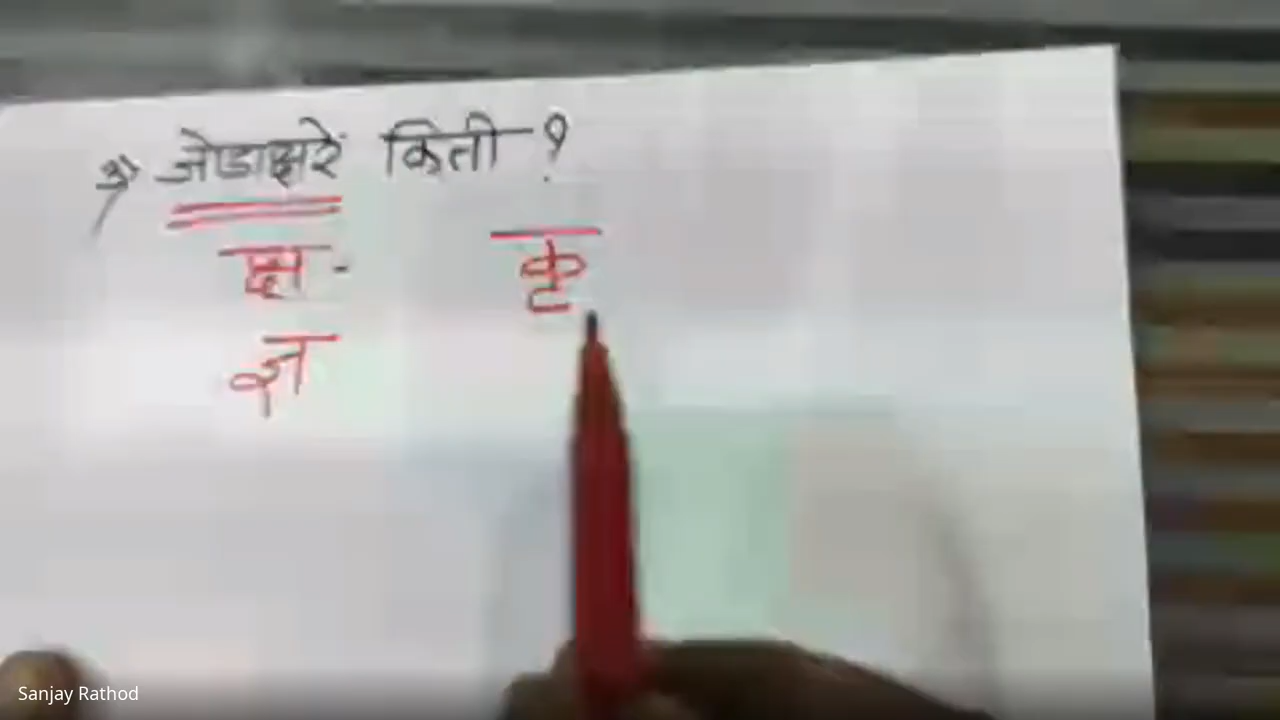 जोडाक्षरें किती ?
क्ष - कृ
ज्ञ
Sanjay Rathod